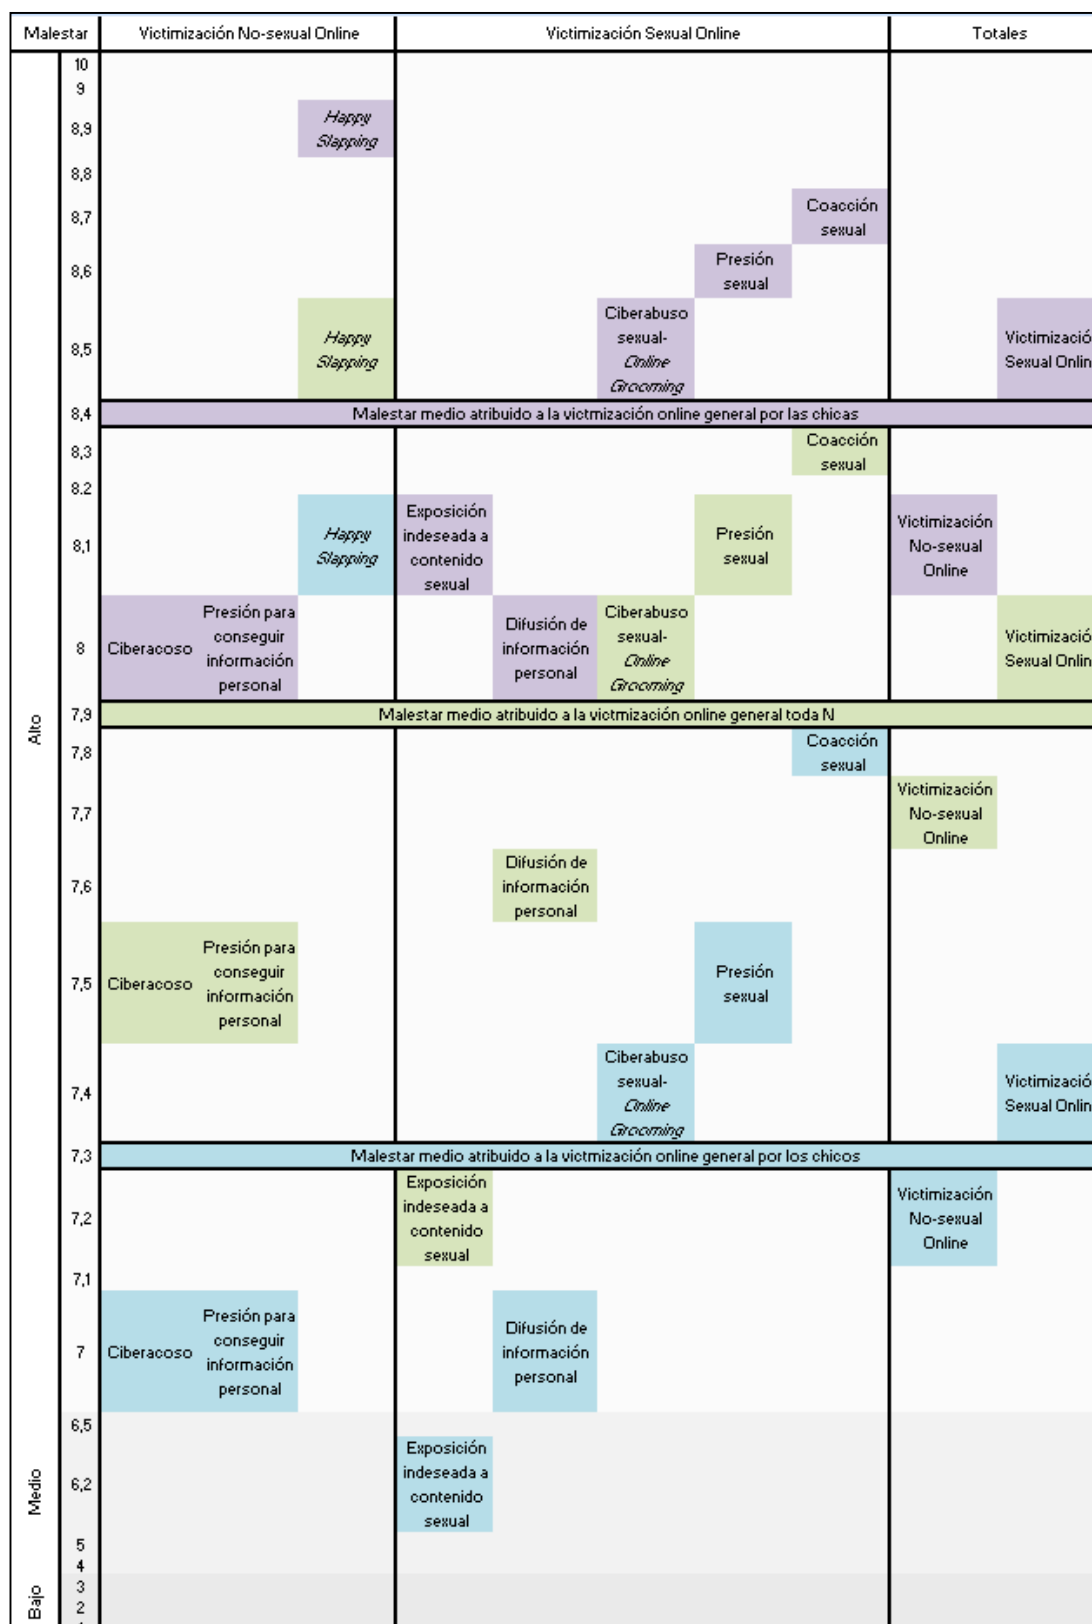 Malestar Victimización No-sexual Online Victimización Sexual Online Totales
10
9
8,9 Happy
Slapping
8,8
8,7 Coacción
sexual
8,6 Presión
sexual
8,5 Happy
Slapping
Ciberabuso
sexual-
Online
Grooming
Victimizació
Sexual Onlin
8,4 Malestar medio atribuido a la victmización online general por las chicas
8,3 Coacción
sexual
8.2
8,1 Happy
Slapping
Exposición
indeseada a
contenido
sexual
Presión
sexual
Victimización
No-sexual
Online
8 Ciberacoso
Presión para
conseguir
información
personal
Difusión de
información
personal
Ciberabuso
sexual-
Online
Grooming
Victimizació
Sexual Onlin
7,9 Malestar medio atribuido a la victmización online general toda N
Alto
7,8 Coacción
sexual
7,7 Victimización
No-sexual
Online
7,6 Difusión de
información
personal
7,5 Ciberacoso
Presión para
conseguir
información
personal
Presión
sexual
7,4 Ciberabuso
sexual-
Online
Grooming
Victimizació
Sexual Onlin
7,3 Malestar medio atribuido a la victmización online general por los chicos
7,2 Exposición
indeseada a
contenido
sexual
Victimización
No-sexual
Online
7,1
7 Ciberacoso
Presión para
conseguir
información
personal
Difusión de
información
personal
6,5
Medio
6,2 Exposición
indeseada a
contenido
sexual
5
4
Bajo
3
2